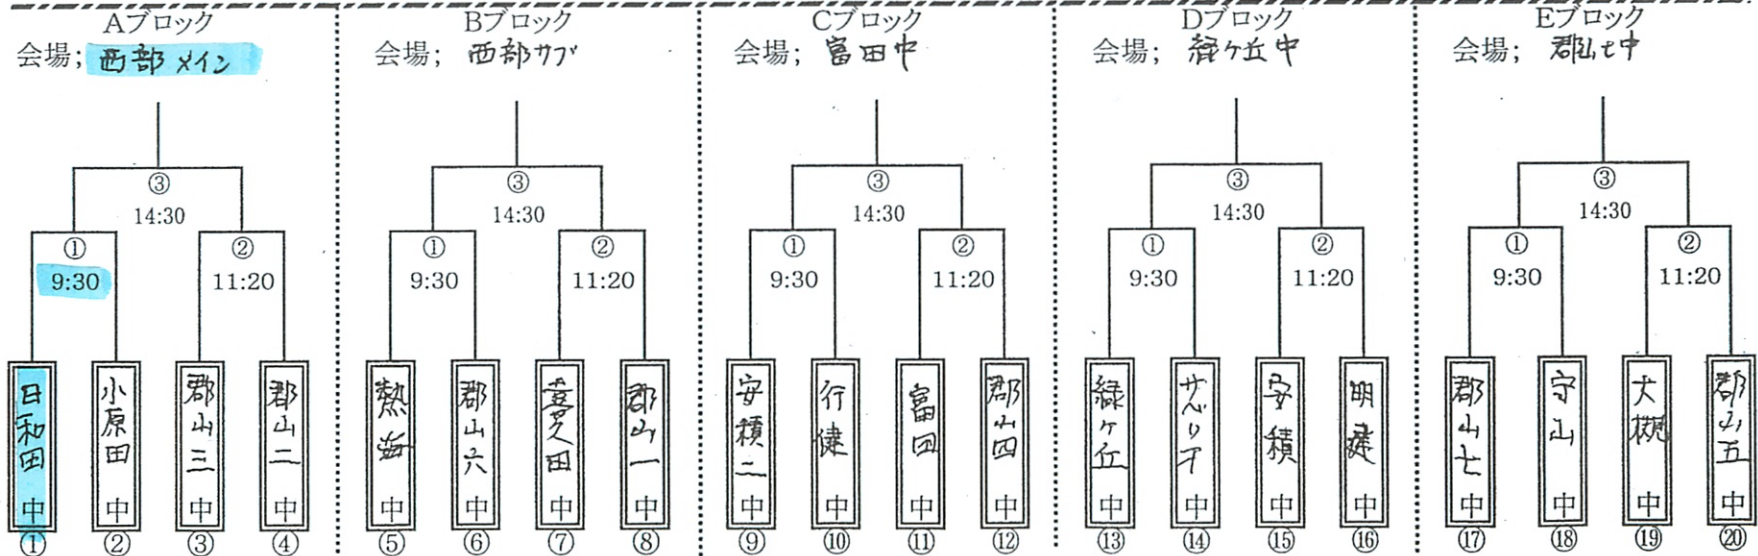 Aブロック
会場;西部メイン
③
14:30
①
9:30
②
11:20
日和田中
①
小原田中
②
郡山三中
③
郡山二中
④
Bブロック
会場; 西部サブ
③
14:30
①
9:30
②
11:20
熱海中
⑤
郡山六中
⑥
喜久田中
⑦
郡山一中
⑧
Cブロック
会場; 富田中
③
14:30
①
9:30
②
11:20
安積二中
⑨
行健中
⑩
富田中
⑪
郡山四中
⑫
Dブロック
会場; 緑ヶ丘中
③
14:30
①
9:30
②
11:20
緑ヶ丘中
⑬
ザベリオ中
⑭
安積中
⑮
明健中
⑯
Eブロック
会場; 郡山七中
③
14:30
①
9:30
②
11:20
郡山七中
⑰
守山中
⑱
大槻中
⑲
郡山五中
⑳